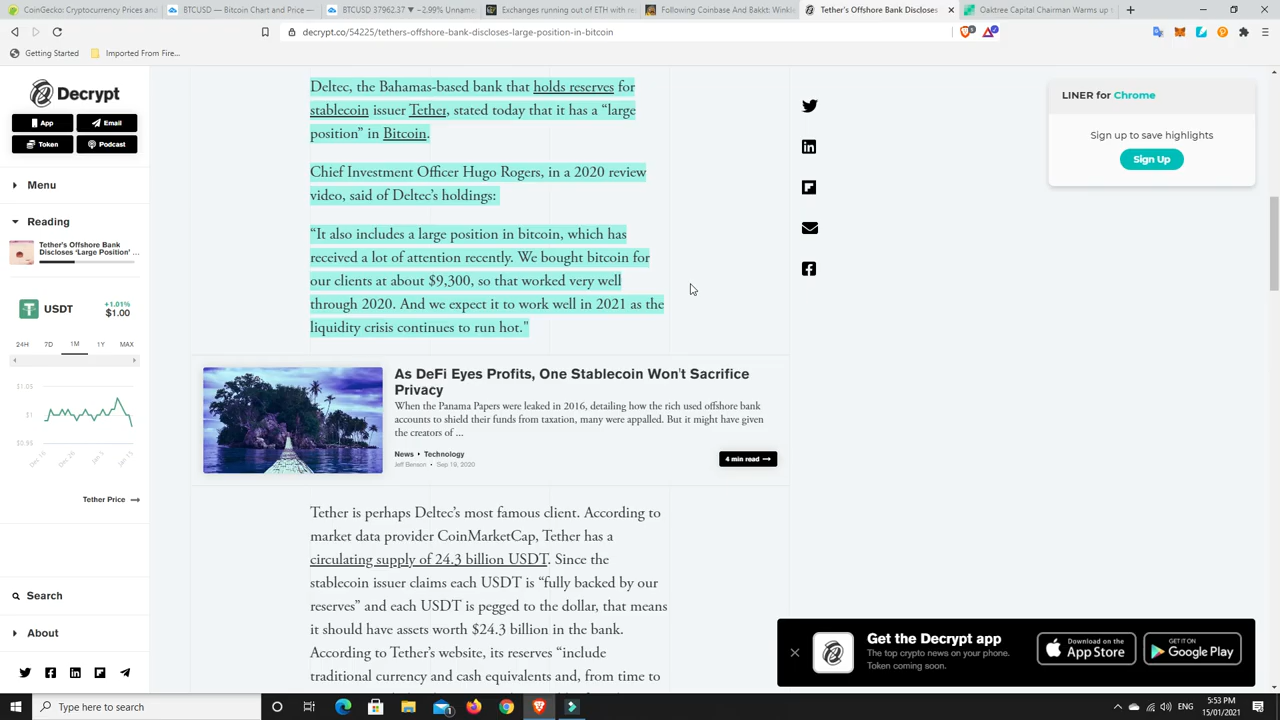 CoinGecko: Cryptocurrency Prices and
BTCUSD — Bitcoin Chart and Price
BTCUSD 37962.37 ▼−2.99% Unname
Exchanges running out of ETH with re
Following Coinbase And Bakkt: Winkl
Tether's Offshore Bank Discloses
Oaktree Capital Chairman Warms up
decrypt.co/54225/tethers-offshore-bank-discloses-large-position-in-bitcoin
Getting Started
Imported From Fire...
Decrypt
App
Email
Token
Podcast
Menu
Reading
Tether's Offshore Bank
Discloses 'Large Position' ...
USDT
+1.01%
$1.00
24H 7D 1M 1Y MAX
$1.05
$1
$0.95
Tether Price
Search
About
Deltec, the Bahamas-based bank that holds reserves for
stablecoin issuer Tether, stated today that it has a “large
position” in Bitcoin.
Chief Investment Officer Hugo Rogers, in a 2020 review
video, said of Deltec’s holdings:
“It also includes a large position in bitcoin, which has
received a lot of attention recently. We bought bitcoin for
our clients at about $9,300, so that worked very well
through 2020. And we expect it to work well in 2021 as the
liquidity crisis continues to run hot."
As DeFi Eyes Profits, One Stablecoin Won't Sacrifice
Privacy
When the Panama Papers were leaked in 2016, detailing how the rich used offshore bank
accounts to shield their funds from taxation, many were appalled. But it might have given
the creators of ...
News • Technology
Jeff Benson • Sep 19, 2020
4 min read
Tether is perhaps Deltec’s most famous client. According to
market data provider CoinMarketCap, Tether has a
circulating supply of 24.3 billion USDT. Since the
stablecoin issuer claims each USDT is “fully backed by our
reserves” and each USDT is pegged to the dollar, that means
it should have assets worth $24.3 billion in the bank.
According to Tether’s website, its reserves “include
traditional currency and cash equivalents and, from time to
LINER for Chrome
Sign up to save highlights
Sign Up
Get the Decrypt app
The top crypto news on your phone.
Token coming soon.
Download on the
App Store
GET IT ON
Google Play
Type here to search
ENG
5:53 PM
15/01/2021